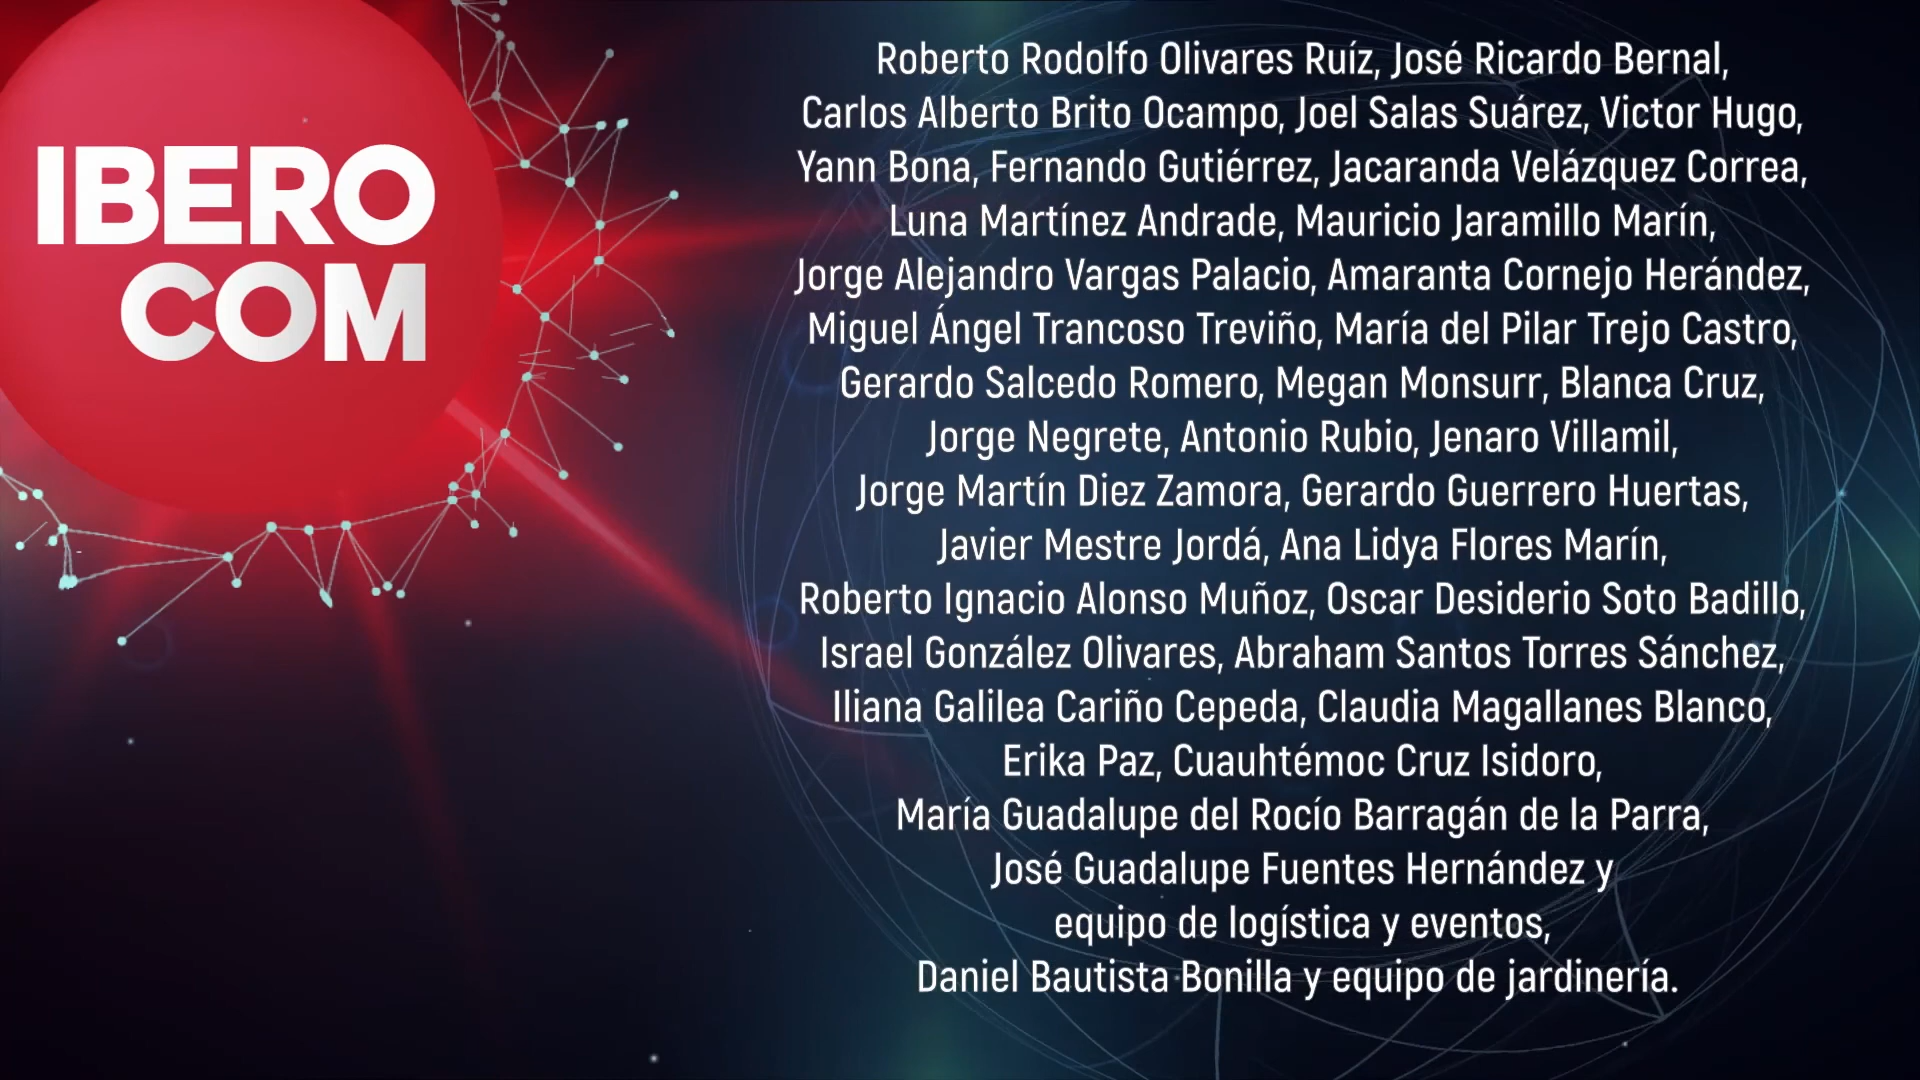 IBERO
COM
Roberto Rodolfo Olivares Ruíz, José Ricardo Bernal,
Carlos Alberto Brito Ocampo, Joel Salas Suárez, Victor Hugo,
Yann Bona, Fernando Gutiérrez, Jacaranda Velázquez Correa,
Luna Martínez Andrade, Mauricio Jaramillo Marín,
Jorge Alejandro Vargas Palacio, Amaranta Cornejo Herández,
Miguel Ángel Trancoso Treviño, María del Pilar Trejo Castro,
Gerardo Salcedo Romero, Megan Monsurr, Blanca Cruz,
Jorge Negrete, Antonio Rubio, Jenaro Villamil,
Jorge Martín Diez Zamora, Gerardo Guerrero Huertas,
Javier Mestre Jordá, Ana Lidya Flores Marín,
Roberto Ignacio Alonso Muñoz, Oscar Desiderio Soto Badillo,
Israel González Olivares, Abraham Santos Torres Sánchez,
Iliana Galilea Cariño Cepeda, Claudia Magallanes Blanco,
Erika Paz, Cuauhtémoc Cruz Isidoro,
María Guadalupe del Rocío Barragán de la Parra,
José Guadalupe Fuentes Hernández y
equipo de logística y eventos,
Daniel Bautista Bonilla y equipo de jardinería.